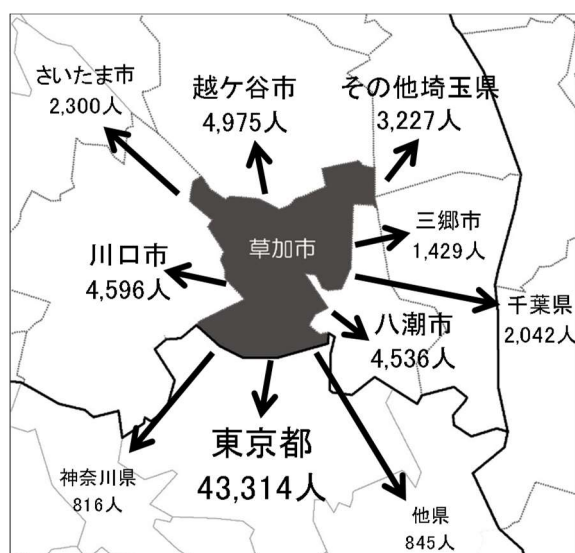 さいたま市
2,300人
越ケ谷市
4,975人
その他埼玉県
3,227人
草加市
三郷市
1,429人
川口市
4,596人
千葉県
2,042人
八潮市
4,536人
東京都
43,314人
神奈川県
816人
他県
845人